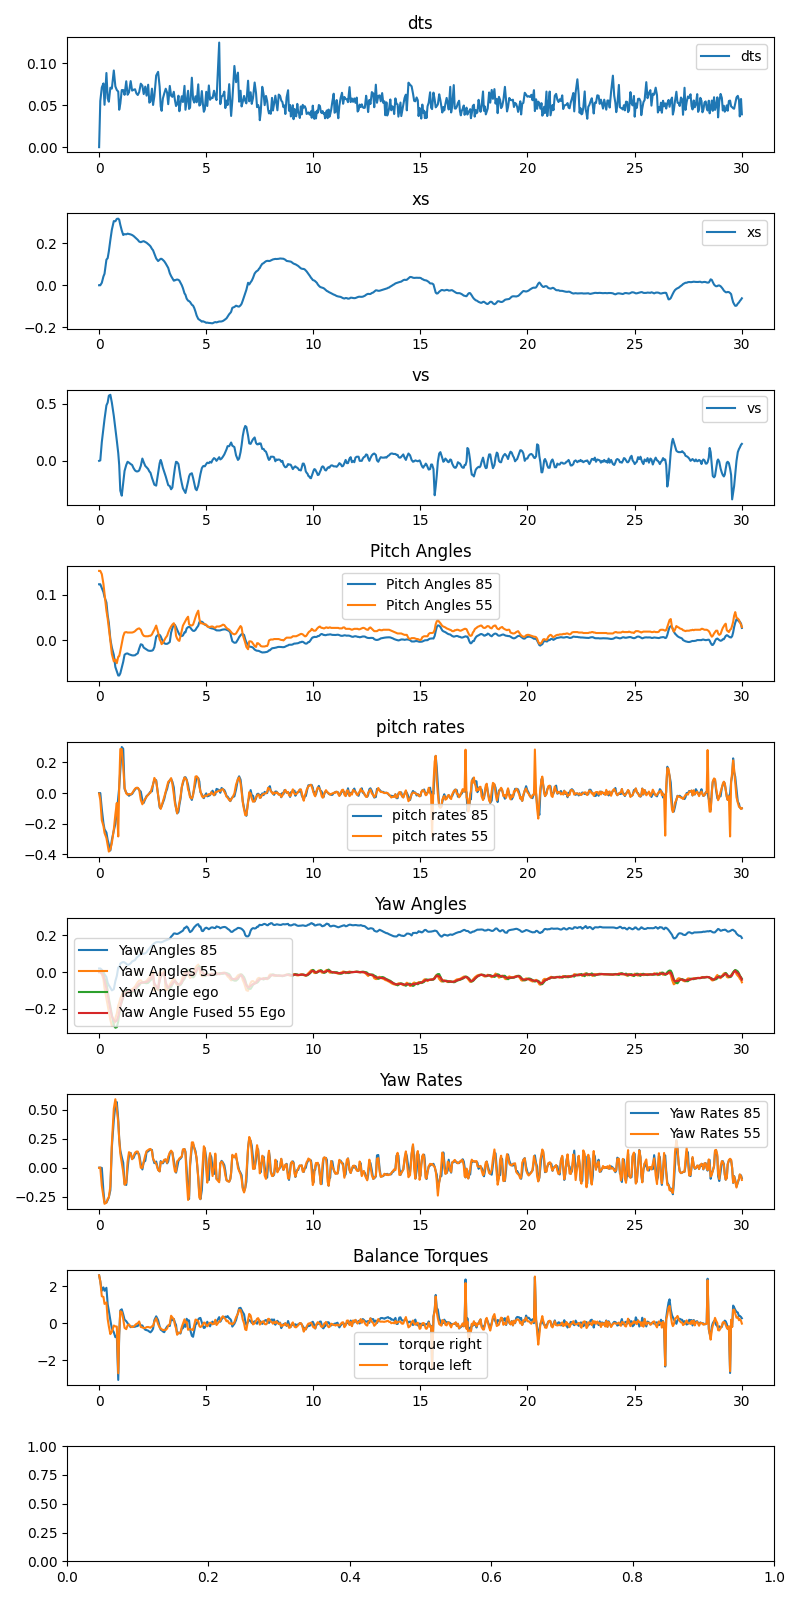 dts
dts
0.10
0.05
0.00
0 5 10 15 20 25 30
xs
xs
0.2
0.0
−0.2
0 5 10 15 20 25 30
vs
vs
0.5
0.0
0 5 10 15 20 25 30
Pitch Angles
Pitch Angles 85
Pitch Angles 55
0.1
0.0
0 5 10 15 20 25 30
pitch rates
0.2
0.0
−0.2
−0.4
pitch rates 85
pitch rates 55
0 5 10 15 20 25 30
Yaw Angles
0.2
0.0
−0.2
Yaw Angles 85
Yaw Angles 55
Yaw Angle ego
Yaw Angle Fused 55 Ego
0 5 10 15 20 25 30
Yaw Rates
Yaw Rates 85
Yaw Rates 55
0.50
0.25
0.00
−0.25
0 5 10 15 20 25 30
Balance Torques
2
0
−2
torque right
torque left
0 5 10 15 20 25 30
1.00
0.75
0.50
0.25
0.00
0.0 0.2 0.4 0.6 0.8 1.0